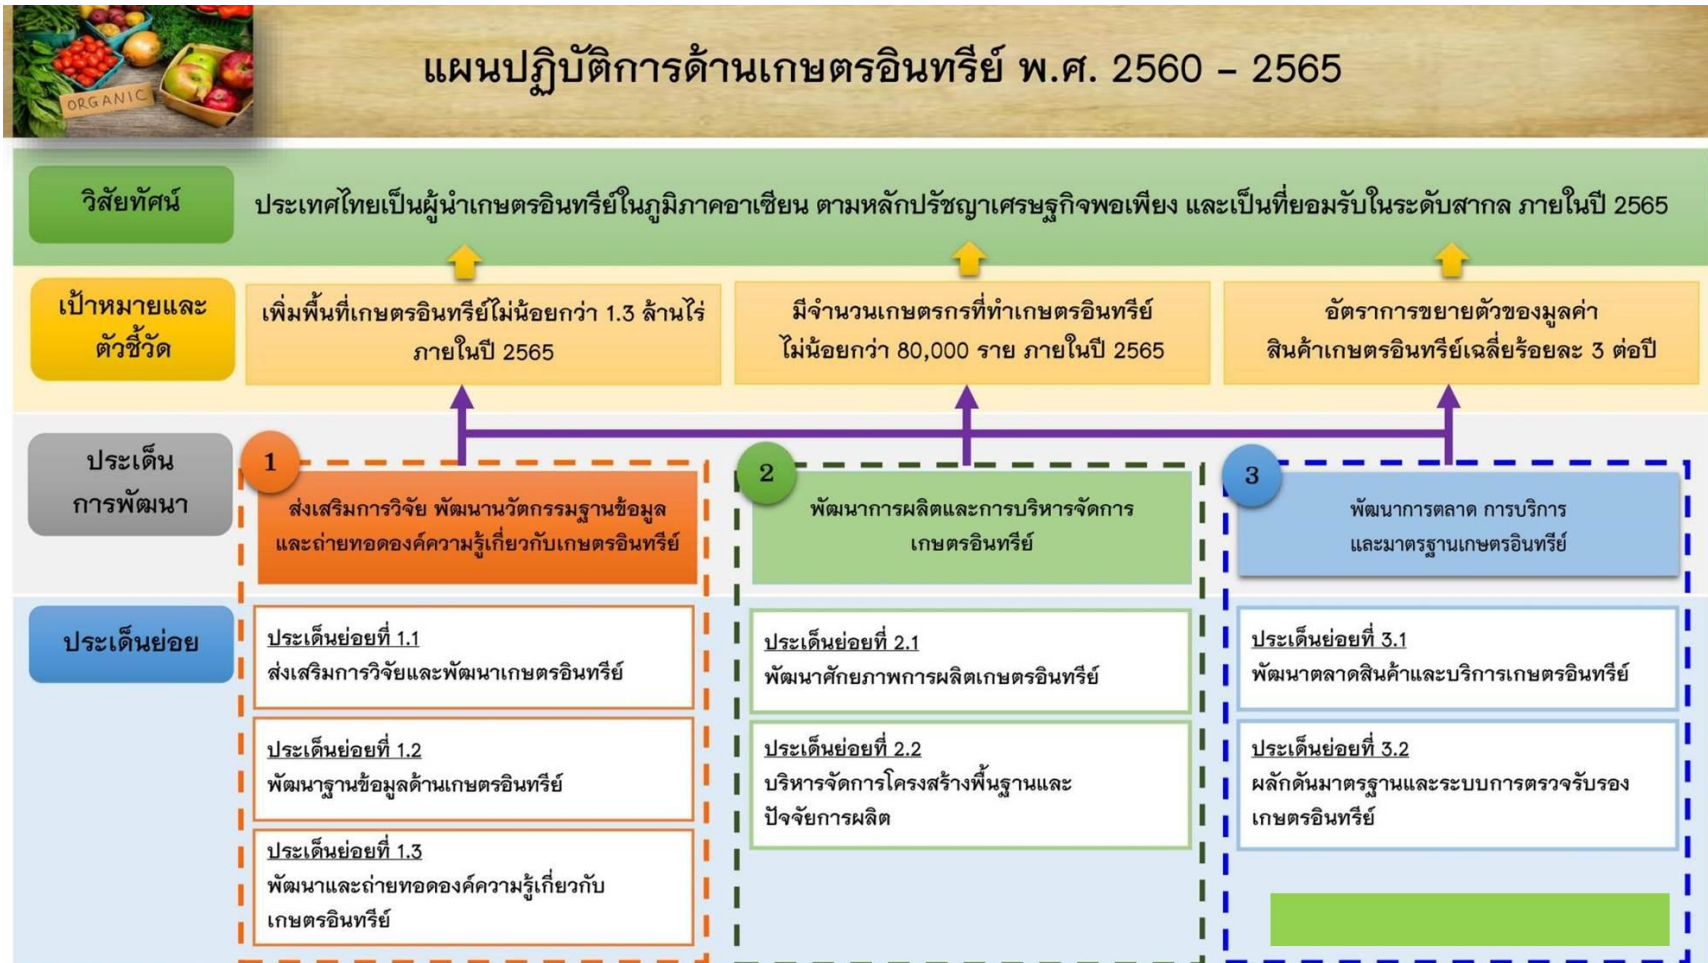 ORGANIC
แผนปฏิบัติการด้านเกษตรอินทรีย์ พ.ศ. 2560 – 2565
วิสัยทัศน์
ประเทศไทยเป็นผู้นำเกษตรอินทรีย์ในภูมิภาคอาเซียน ตามหลักปรัชญาเศรษฐกิจพอเพียง และเป็นที่ยอมรับในระดับสากล ภายในปี 2565
เป้าหมายและ
ตัวชี้วัด
เพิ่มพื้นที่เกษตรอินทรีย์ไม่น้อยกว่า 1.3 ล้านไร่
ภายในปี 2565
มีจำนวนเกษตรกรที่ทำเกษตรอินทรีย์
ไม่น้อยกว่า 80,000 ราย ภายในปี 2565
อัตราการขยายตัวของมูลค่า
สินค้าเกษตรอินทรีย์เฉลี่ยร้อยละ 3 ต่อปี
ประเด็น
การพัฒนา
1
ส่งเสริมการวิจัย พัฒนานวัตกรรมฐานข้อมูล
และถ่ายทอดองค์ความรู้เกี่ยวกับเกษตรอินทรีย์
2
พัฒนาการผลิตและการบริหารจัดการ
เกษตรอินทรีย์
3
พัฒนาการตลาด การบริการ
และมาตรฐานเกษตรอินทรีย์
ประเด็นย่อย
ประเด็นย่อยที่ 1.1
ส่งเสริมการวิจัยและพัฒนาเกษตรอินทรีย์
ประเด็นย่อยที่ 1.2
พัฒนาฐานข้อมูลด้านเกษตรอินทรีย์
ประเด็นย่อยที่ 1.3
พัฒนาและถ่ายทอดองค์ความรู้เกี่ยวกับ
เกษตรอินทรีย์
ประเด็นย่อยที่ 2.1
พัฒนาศักยภาพการผลิตเกษตรอินทรีย์
ประเด็นย่อยที่ 2.2
บริหารจัดการโครงสร้างพื้นฐานและ
ปัจจัยการผลิต
ประเด็นย่อยที่ 3.1
พัฒนาตลาดสินค้าและบริการเกษตรอินทรีย์
ประเด็นย่อยที่ 3.2
ผลักดันมาตรฐานและระบบการตรวจรับรอง
เกษตรอินทรีย์